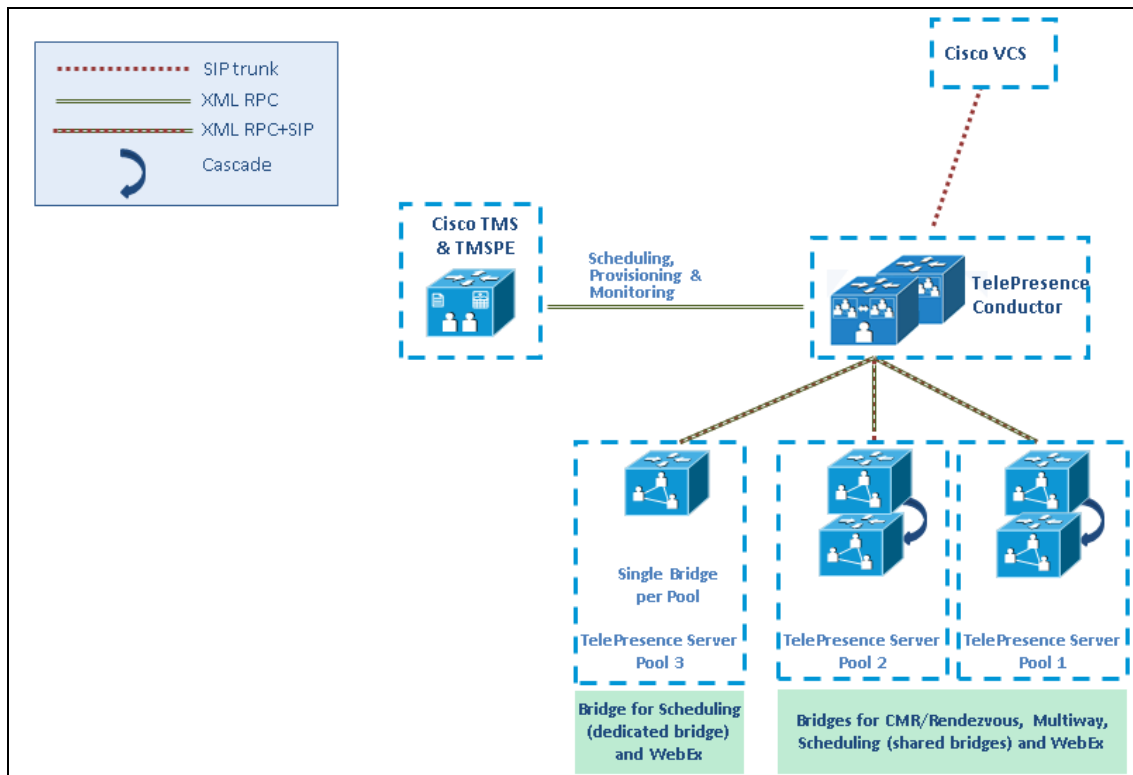 SIP trunk
XML RPC
XML RPC+SIP
Cascade
Cisco VCS
Cisco TMS
& TMSPE
Scheduling,
Provisioning &
Monitoring
TelePresence
Conductor
Single Bridge
per Pool
TelePresence Server
Pool 3
TelePresence Server
Pool 2
TelePresence Server
Pool 1
Bridge for Scheduling
(dedicated bridge)
and WebEx
Bridges for CMR/Rendezvous, Multiway,
Scheduling (shared bridges) and WebEx